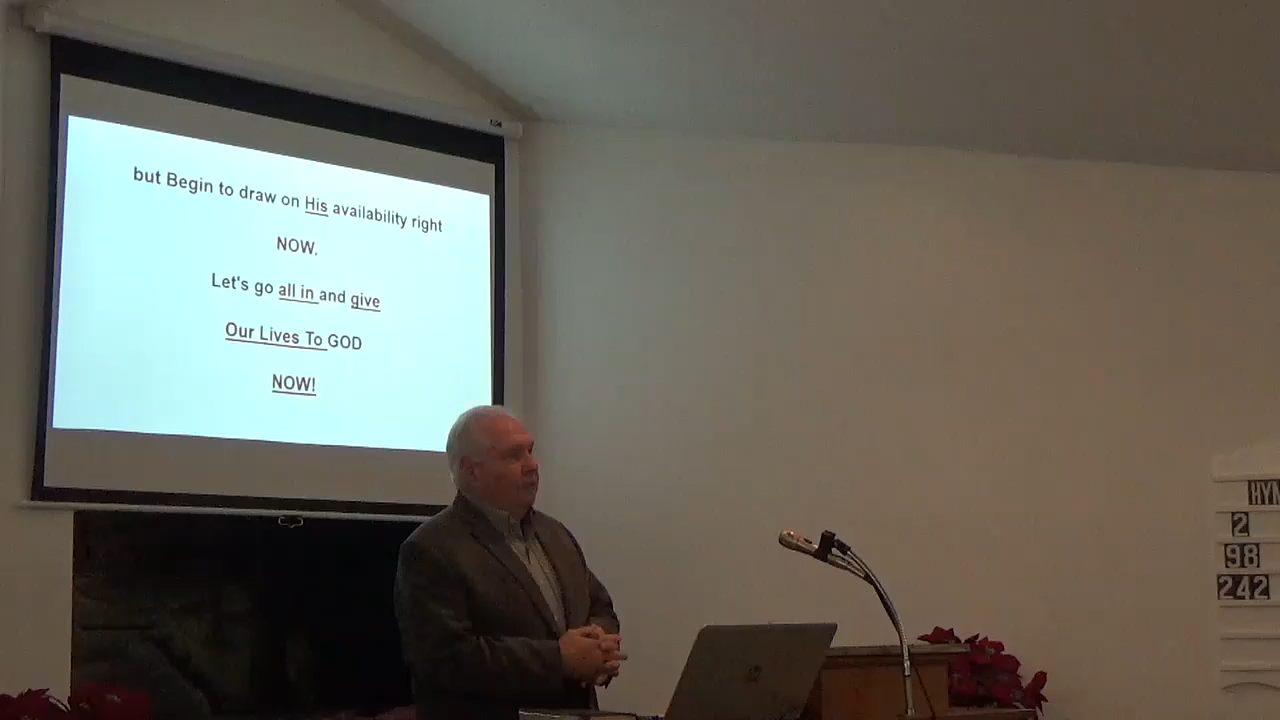 but Begin to draw on His availability right
NOW.
Let's go all in and give
Our Lives To GOD
NOW!
HYM
2
98
242